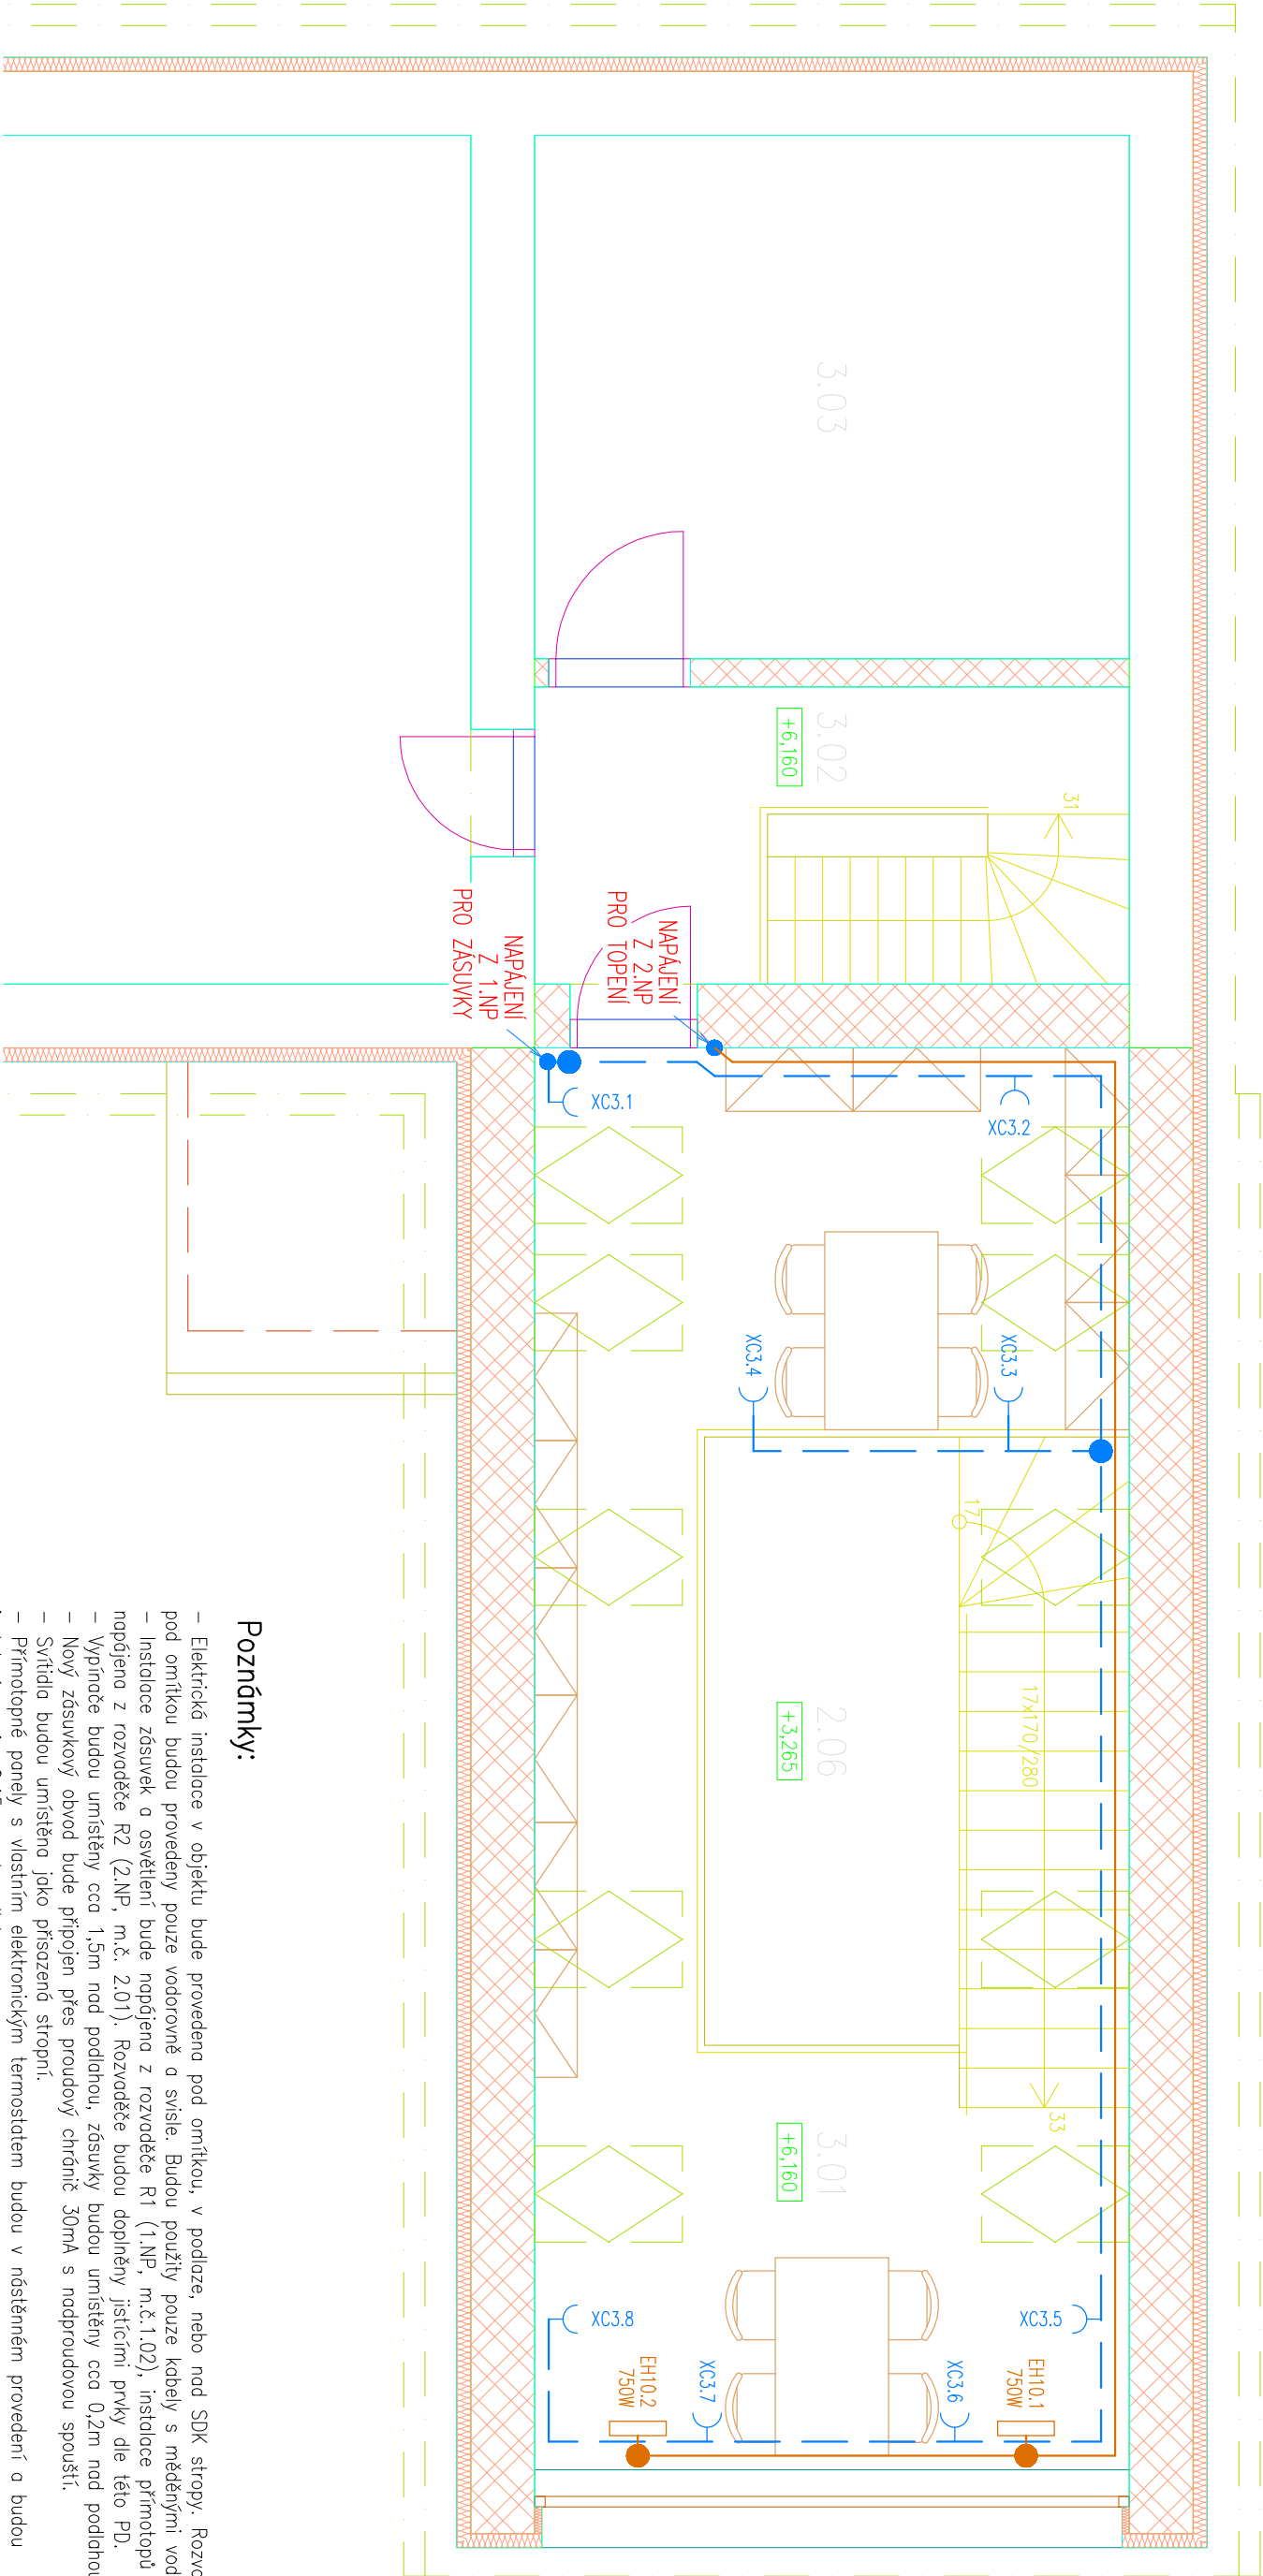 3.03
3.02
+6,160
31
NAPÁJENÍ
Z 2.NP
PRO TOPENÍ
NAPÁJENÍ
Z 1.NP
PRO ZÁSUVKY
XC3.1
XC3.2
XC3.3
XC3.4
17
17x170/280
2.06
+3,265
33
3.01
+6,160
XC3.5
XC3.8
EH10.1
750W
XC3.6
XC3.7
EH10.2
750W
Poznámky:
– Elektrická instalace v objektu bude provedena pod omítkou, v podlaze, nebo nad SDK stropy. Rozvo
pod omítkou budou provedeny pouze vodorovně a svisle. Budou použity pouze kabely s měděnými vod
– Instalace zásuvek a osvětlení bude napájena z rozvaděče R1 (1.NP, m.č.1.02), instalace přímotopů
napájena z rozvaděče R2 (2.NP, m.č. 2.01). Rozvaděče budou doplněny jistícími prvky dle této PD.
– Vypínače budou umístěny cca 1,5m nad podlahou, zásuvky budou umístěny cca 0,2m nad podlahou
– Nový zásuvkový obvod bude připojen přes proudový chránič 30mA s nadproudovou spouští.
– Svítidla budou umístěna jako přisazená stropní.
– Přímotopné panely s vlastním elektronickým termostatem budou v nástěnném provedení a budou